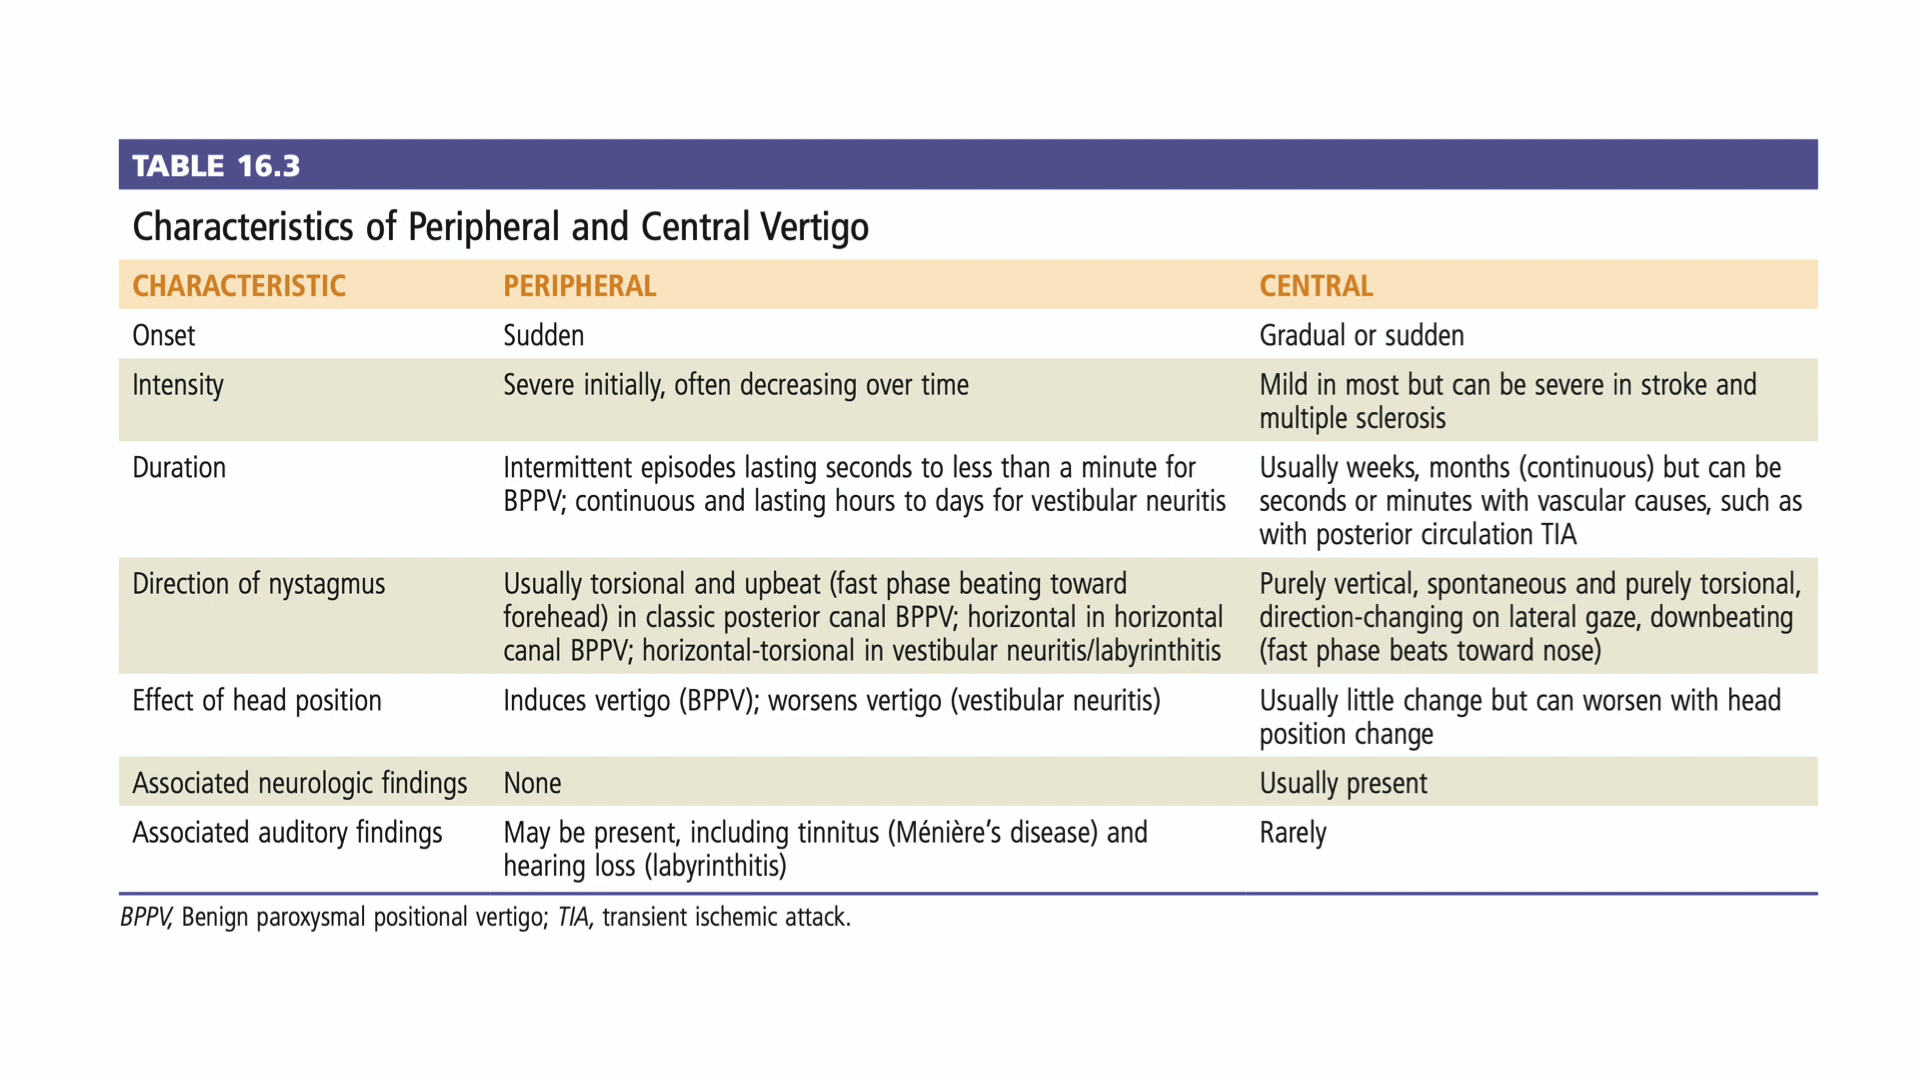 TABLE 16.3
Characteristics of Peripheral and Central Vertigo
CHARACTERISTIC PERIPHERAL CENTRAL
Onset Sudden Gradual or sudden
Intensity Severe initially, often decreasing over time Mild in most but can be severe in stroke and
multiple sclerosis
Duration Intermittent episodes lasting seconds to less than a minute for Usually weeks, months (continuous) but can be
BPPV; continuous and lasting hours to days for vestibular neuritis seconds or minutes with vascular causes, such as
with posterior circulation TIA
Direction of nystagmus Usually torsional and upbeat (fast phase beating toward Purely vertical, spontaneous and purely torsional,
forehead) in classic posterior canal BPPV; horizontal in horizontal direction-changing on lateral gaze, downbeating
canal BPPV; horizontal-torsional in vestibular neuritis/labyrinthitis (fast phase beats toward nose)
Effect of head position Induces vertigo (BPPV); worsens vertigo (vestibular neuritis) Usually little change but can worsen with head
position change
Associated neurologic findings None Usually present
Associated auditory findings May be present, including tinnitus (Ménière's disease) and Rarely
hearing loss (labyrinthitis)
BPPV, Benign paroxysmal positional vertigo; TIA, transient ischemic attack.